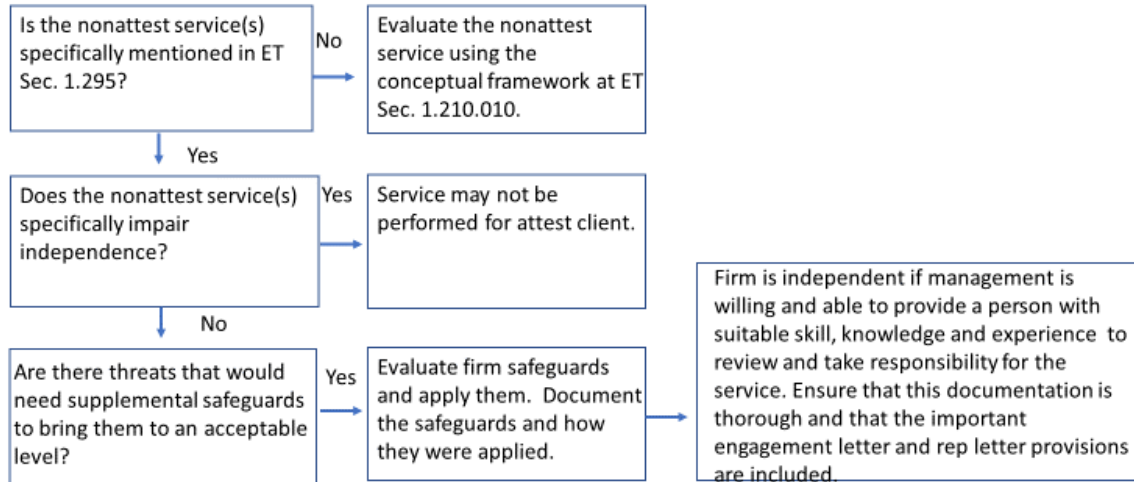 Is the nonattest service(s)
specifically mentioned in ET
Sec. 1.295?
No
Evaluate the nonattest
service using the
conceptual framework at ET
Sec. 1.210.010.
Yes
Does the nonattest service(s)
specifically impair
independence?
Yes
Service may not be
performed for attest client.
No
Are there threats that would
need supplemental safeguards
to bring them to an acceptable
level?
Yes
Evaluate firm safeguards
and apply them.  Document
the safeguards and how
they were applied.
Firm is independent if management is
willing and able to provide a person with
suitable skill, knowledge and experience  to
review and take responsibility for the
service. Ensure that this documentation is
thorough and that the important
engagement letter and rep letter provisions
are included.